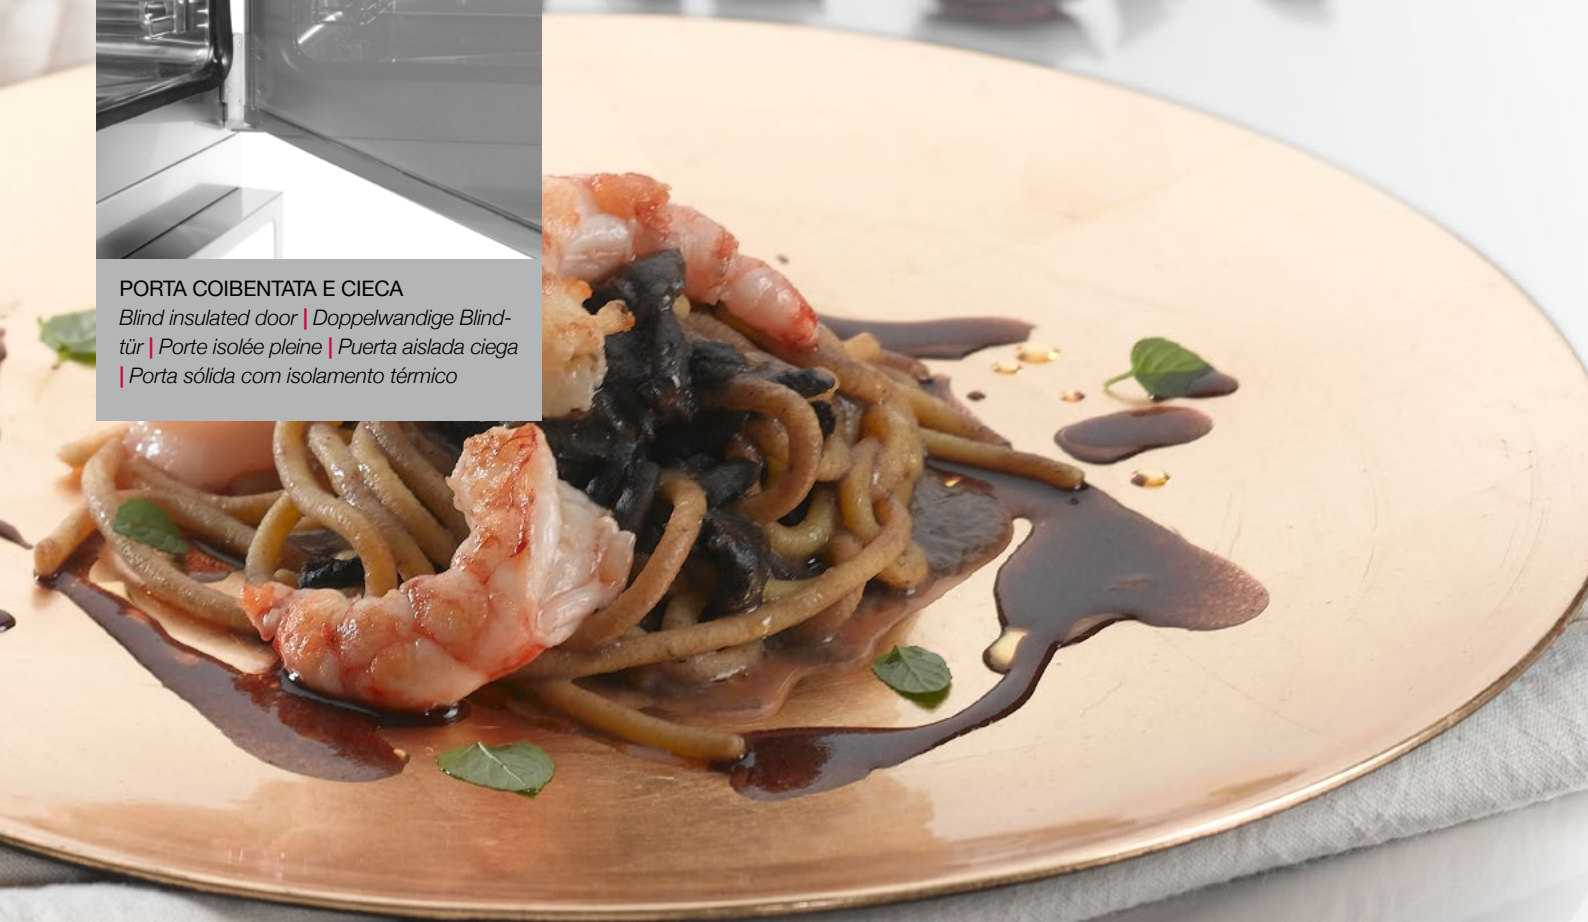 PORTA COIBENTATA E CIECA
Blind insulated door | Doppelwandige Blind-
tür | Porte isolée pleine | Puerta aislada ciega
| Porta sólida com isolamento térmico